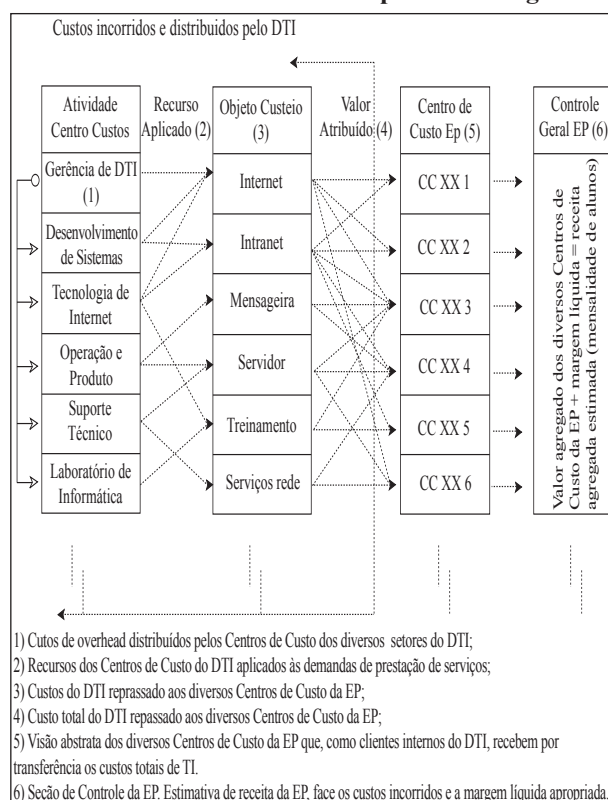 Custos incorridos e distribuidos pelo DTI
Atividade
Centro Custos
Recurso
Aplicado (2)
Objeto Custeio
(3)
Valor
Atribuído (4)
Centro de
Custo Ep (5)
Controle
Geral EP (6)
Gerência de DTI
(1)
Desenvolvimento
de Sistemas
Tecnologia de
Internet
Operação e
Produto
Suporte
Técnico
Laboratório de
Informática
Internet
Intranet
Mensageira
Servidor
Treinamento
Serviços rede
CC XX 1
CC XX 2
CC XX 3
CC XX 4
CC XX 5
CC XX 6
Valor agregado dos diversos Centros de
Custo da EP + margem líquida = receita
agregada estimada (mensalidade de alunos)
1) Cutos de overhead distribuídos pelos Centros de Custo dos diversos setores do DTI;
2) Recursos dos Centros de Custo do DTI aplicados às demandas de prestação de serviços;
3) Custos do DTI reprassado aos diversos Centros de Custo da EP;
4) Custo total do DTI repassado aos diversos Centros de Custo da EP;
5) Visão abstrata dos diversos Centros de Custo da EP que, como clientes internos do DTI, recebem por
transferência os custos totais de TI.
6) Seção de Controle da EP. Estimativa de receita da EP, face os custos incorridos e a margem líquida apropriada.